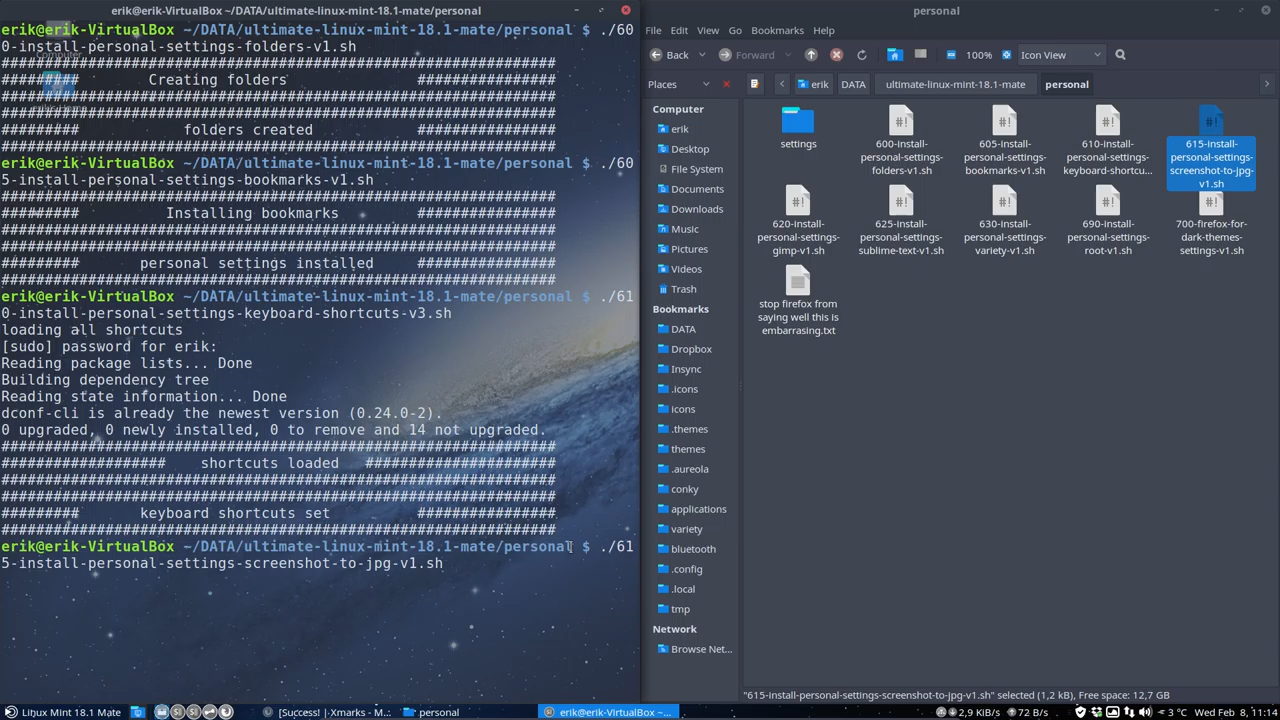 erik@erik-VirtualBox ~/DATA/ultimate-linux-mint-18.1-mate/personal
erik@erik-VirtualBox ~/DATA/ultimate-linux-mint-18.1-mate/personal $ ./60
0-install-personal-settings-folders-v1.sh
################################################################
#########        Creating folders               ################
################################################################
#########            folders created            ################
################################################################
erik@erik-VirtualBox ~/DATA/ultimate-linux-mint-18.1-mate/personal $ ./60
5-install-personal-settings-bookmarks-v1.sh
################################################################
#########          Installing bookmarks         ################
################################################################
################################################################
#########       personal settings installed     ################
################################################################
erik@erik-VirtualBox ~/DATA/ultimate-linux-mint-18.1-mate/personal $ ./61
0-install-personal-settings-keyboard-shortcuts-v3.sh
loading all shortcuts
[sudo] password for erik:
Reading package lists... Done
Building dependency tree
Reading state information... Done
dconf-cli is already the newest version (0.24.0-2).
0 upgraded, 0 newly installed, 0 to remove and 14 not upgraded.
################################################################
###################    shortcuts loaded   ######################
################################################################
################################################################
#########       keyboard shortcuts set          ################
################################################################
erik@erik-VirtualBox ~/DATA/ultimate-linux-mint-18.1-mate/personal $ ./61
5-install-personal-settings-screenshot-to-jpg-v1.sh
personal
File Edit View Go Bookmarks Help
Back Forward 100% Icon View
Places erik DATA ultimate-linux-mint-18.1-mate personal
Computer
erik
Desktop
File System
Documents
Downloads
Music
Pictures
Videos
Trash
Bookmarks
DATA
Dropbox
Insync
.icons
icons
.themes
themes
.aureola
conky
applications
variety
bluetooth
.config
.local
tmp
Network
Browse Net...
settings
600-install-
personal-settings-
folders-v1.sh
605-install-
personal-settings-
bookmarks-v1.sh
610-install-
personal-settings-
keyboard-shortcu...
615-install-
personal-settings-
screenshot-to-jpg-
v1.sh
620-install-
personal-settings-
gimp-v1.sh
625-install-
personal-settings-
sublime-text-v1.sh
630-install-
personal-settings-
variety-v1.sh
690-install-
personal-settings-
root-v1.sh
700-firefox-for-
dark-themes-
settings-v1.sh
stop firefox from
saying well this is
embarrasing.txt
"615-install-personal-settings-screenshot-to-jpg-v1.sh" selected (1,2 kB), Free space: 12,7 GB
Linux Mint 18.1 Mate [Success! | Xmarks - M... personal erik@erik-VirtualBox ~... 2,9 KiB/s 72 B/s 3 °C Wed Feb 8, 11:14